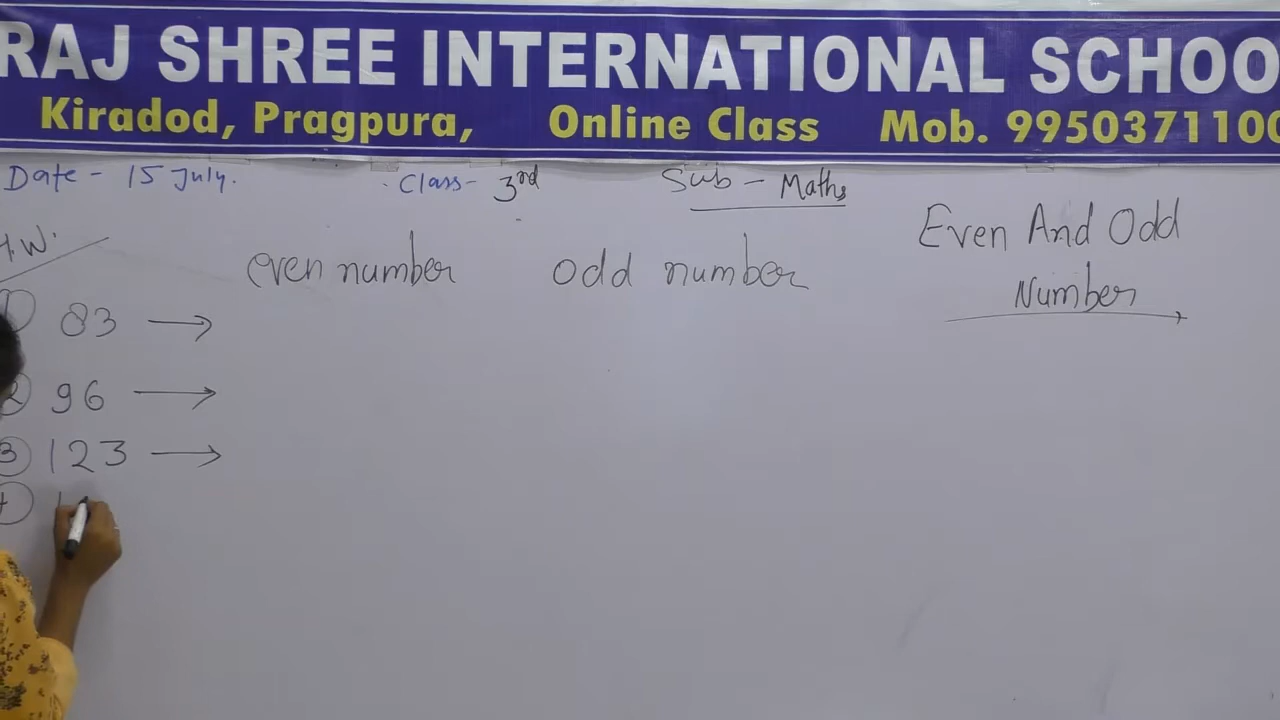 RAJ SHREE INTERNATIONAL SCHOO
Kiradod, Pragpura, Online Class Mob. 9950371100
Date - 15 July. Class - 3rd Sub - Maths
.W.
Even And Odd
Number
even number odd number
1 83 →
2 96 →
3 123 →
1